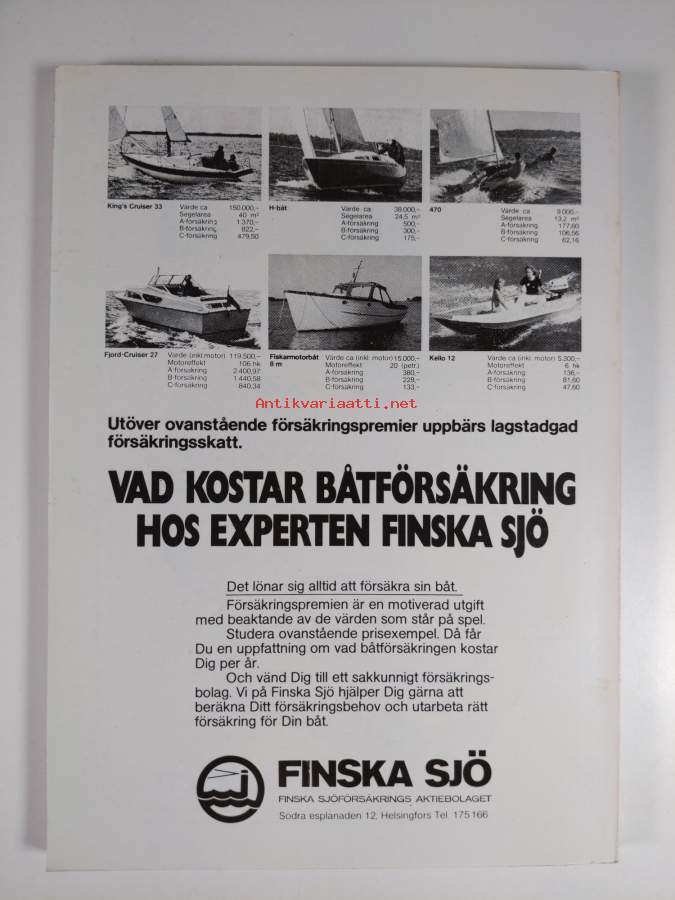 King's Cruiser 33 Värde ca 150.000,-
Segelarea 40 m²
A-försäkring 1.370,-
B-försäkring 822,-
C-försäkring 479,50
H-båt Värde ca 38.000,-
Segelarea 24,5 m²
A-försäkring 500,-
B-försäkring 300,-
C-försäkring 175,-
470 Värde ca 9.000,-
Segelarea 13,2 m²
A-försäkring 177,60
B-försäkring 106,56
C-försäkring 62,16
Fjord-Cruiser 27 Värde (inkl motor) 119.500,-
Motoreffekt 106 hk
A-försäkring 2.400,97
B-försäkring 1.440,58
C-försäkring 840,34
Fiskarmotorbåt Värde ca (inkl. motor) 15.000,-
8 m Motoreffekt 20 (petr.)
A-försäkring 380,-
B-försäkring 228,-
C-försäkring 133,-
Kello 12 Värde ca (inkl. motor) 5.300,-
Motoreffekt 6 hk
A-försäkring 136,-
B-försäkring 81,60
C-försäkring 47,60
Antikvariaatti.net
Utöver ovanstående försäkringspremier uppbärs lagstadgad
försäkringsskatt.
VAD KOSTAR BÅTFÖRSÄKRING
HOS EXPERTEN FINSKA SJÖ
Det lönar sig alltid att försäkra sin båt.
Försäkringspremien är en motiverad utgift
med beaktande av de värden som står på spel.
Studera ovanstående prisexempel. Då får
Du en uppfattning om vad båtförsäkringen kostar
Dig per år.
Och vänd Dig till ett sakkunnigt försäkrings-
bolag. Vi på Finska Sjö hjälper Dig gärna att
beräkna Ditt försäkringsbehov och utarbeta rätt
försäkring för Din båt.
FINSKA SJÖ
FINSKA SJÖFÖRSÄKRINGS AKTIEBOLAGET
Södra esplanaden 12, Helsingfors Tel. 175 166